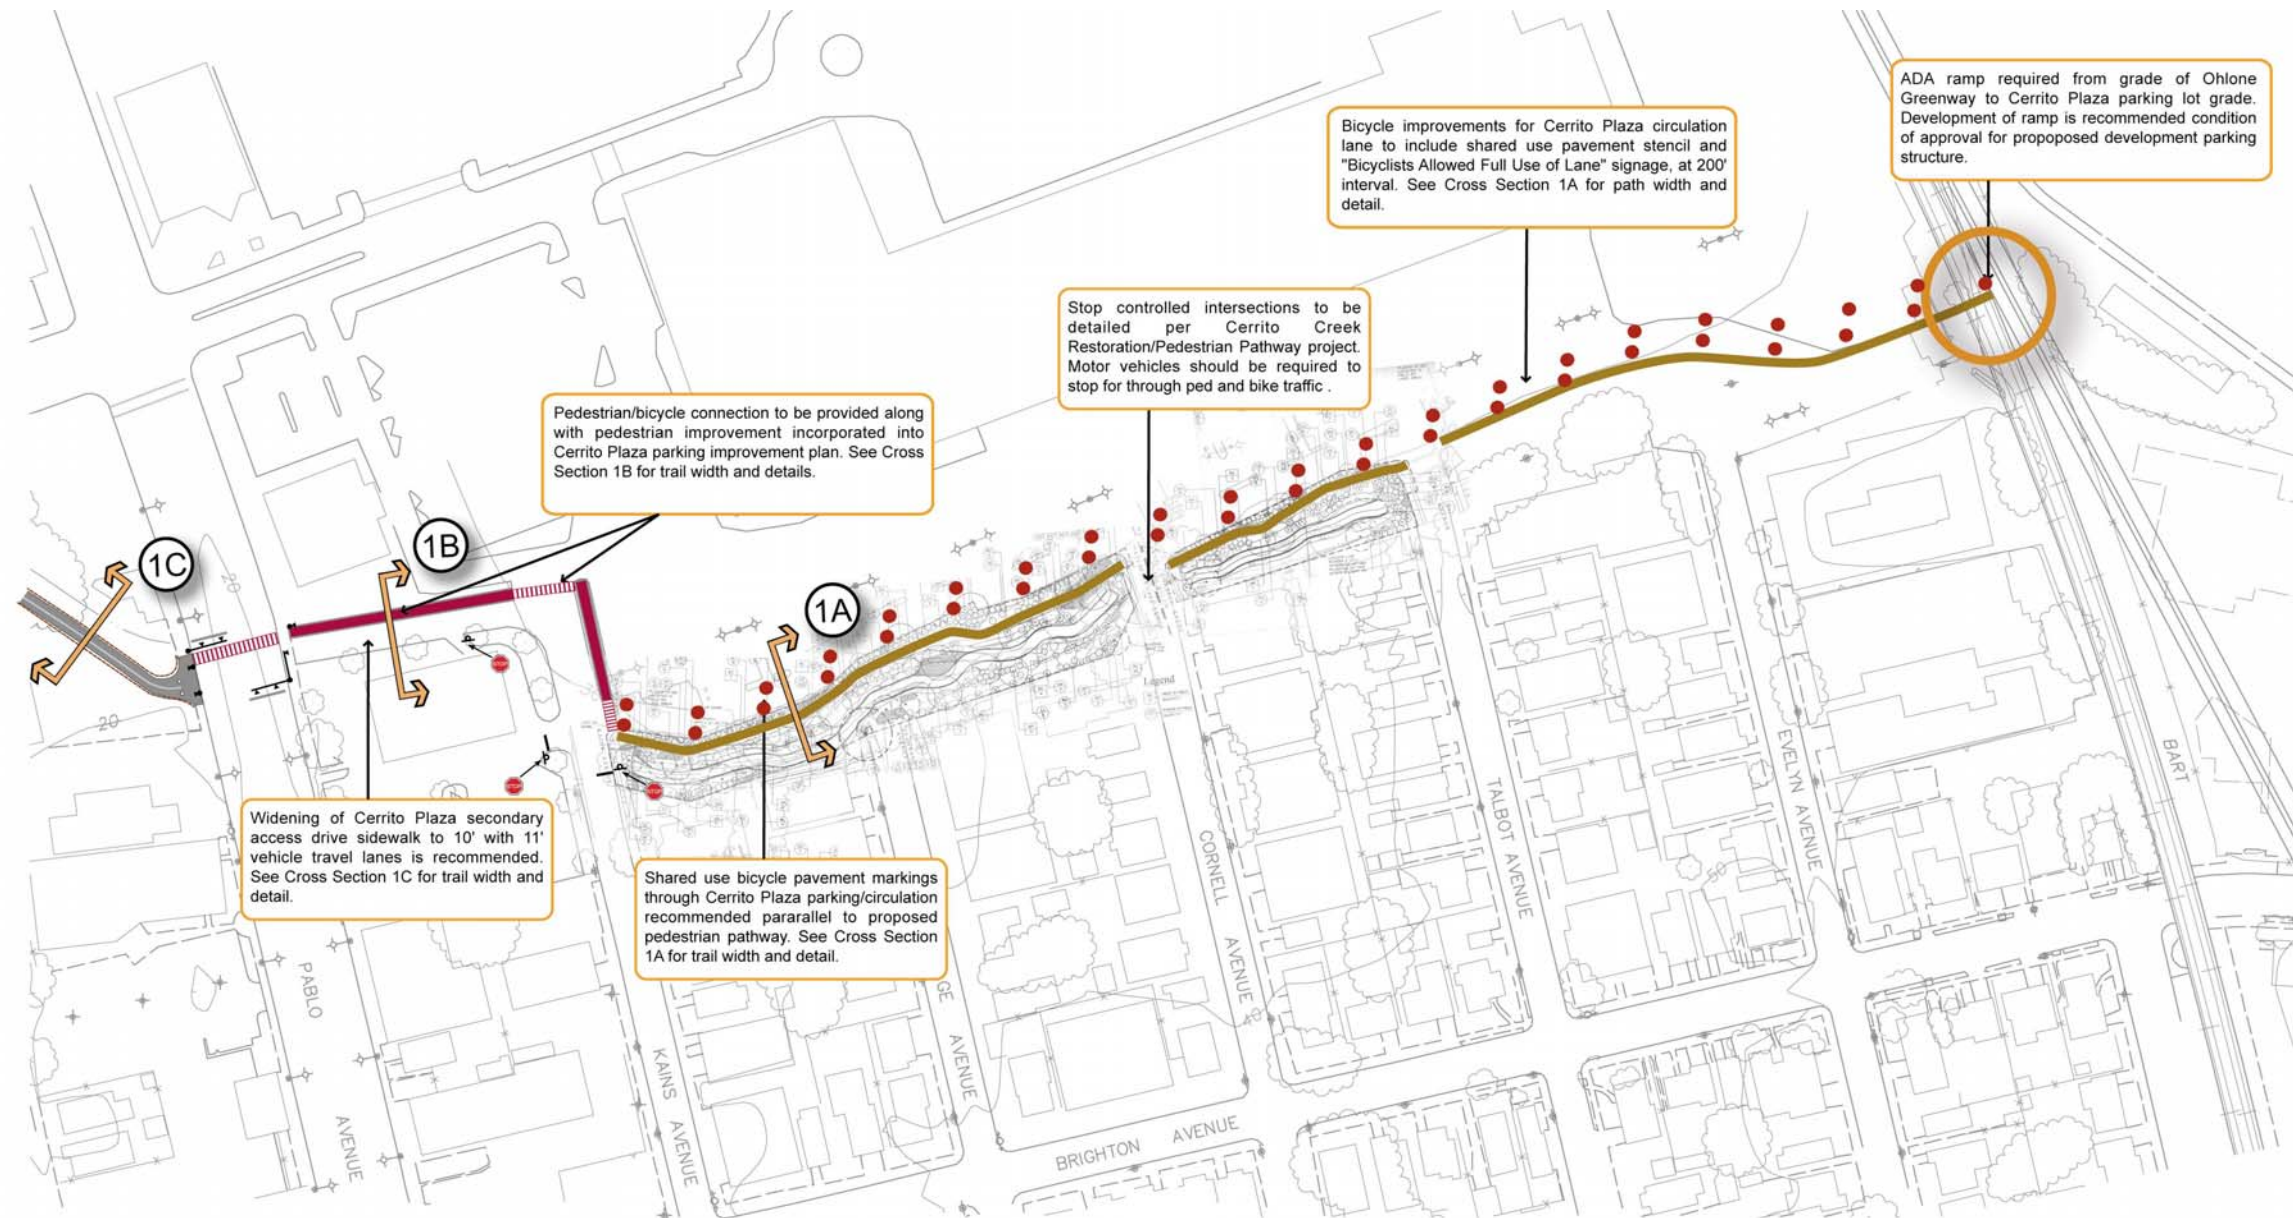 ADA ramp required from grade of Ohlone
Greenway to Cerrito Plaza parking lot grade.
Development of ramp is recommended condition
of approval for propoposed development parking
structure.
Bicycle improvements for Cerrito Plaza circulation
lane to include shared use pavement stencil and
"Bicyclists Allowed Full Use of Lane" signage, at 200'
interval. See Cross Section 1A for path width and
detail.
Stop controlled intersections to be
detailed per Cerrito Creek
Restoration/Pedestrian Pathway project.
Motor vehicles should be required to
stop for through ped and bike traffic .
Pedestrian/bicycle connection to be provided along
with pedestrian improvement incorporated into
Cerrito Plaza parking improvement plan. See Cross
Section 1B for trail width and details.
1C
1B
1A
20
20
STOP
STOP
STOP
Legend
Widening of Cerrito Plaza secondary
access drive sidewalk to 10' with 11'
vehicle travel lanes is recommended.
See Cross Section 1C for trail width and
detail.
Shared use bicycle pavement markings
through Cerrito Plaza parking/circulation
recommended pararallel to proposed
pedestrian pathway. See Cross Section
1A for trail width and detail.
PABLO
AVENUE
KAINS
AVENUE
GE
AVENUE
CORNELL
AVENUE
40
TALBOT AVENUE
EVELYN AVENUE
50
BART
BRIGHTON AVENUE